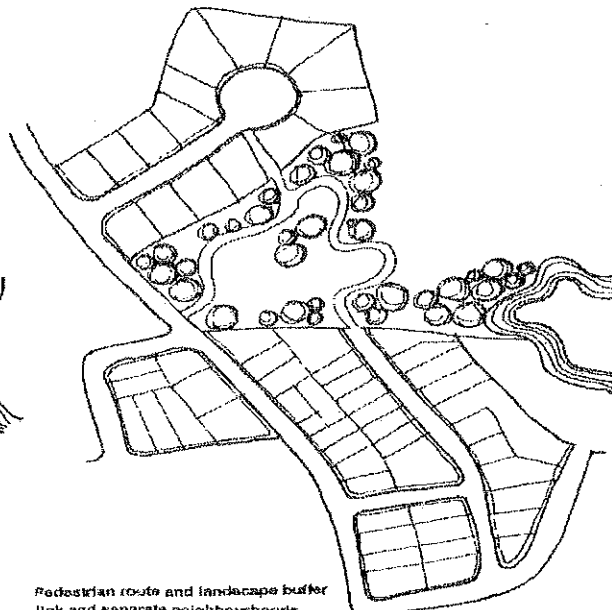 Pedestrian route and landscape buffer
link and separate neighbourhoods